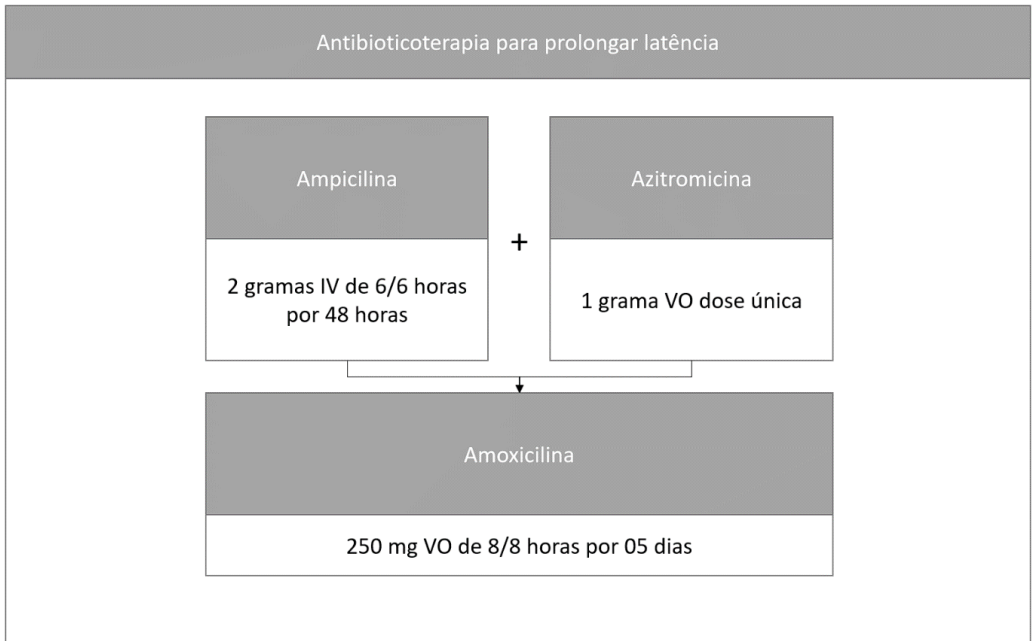 Antibioticoterapia para prolongar latência
Ampicilina
2 gramas IV de 6/6 horas
por 48 horas
+
Azitromicina
1 grama VO dose única
Amoxicilina
250 mg VO de 8/8 horas por 05 dias